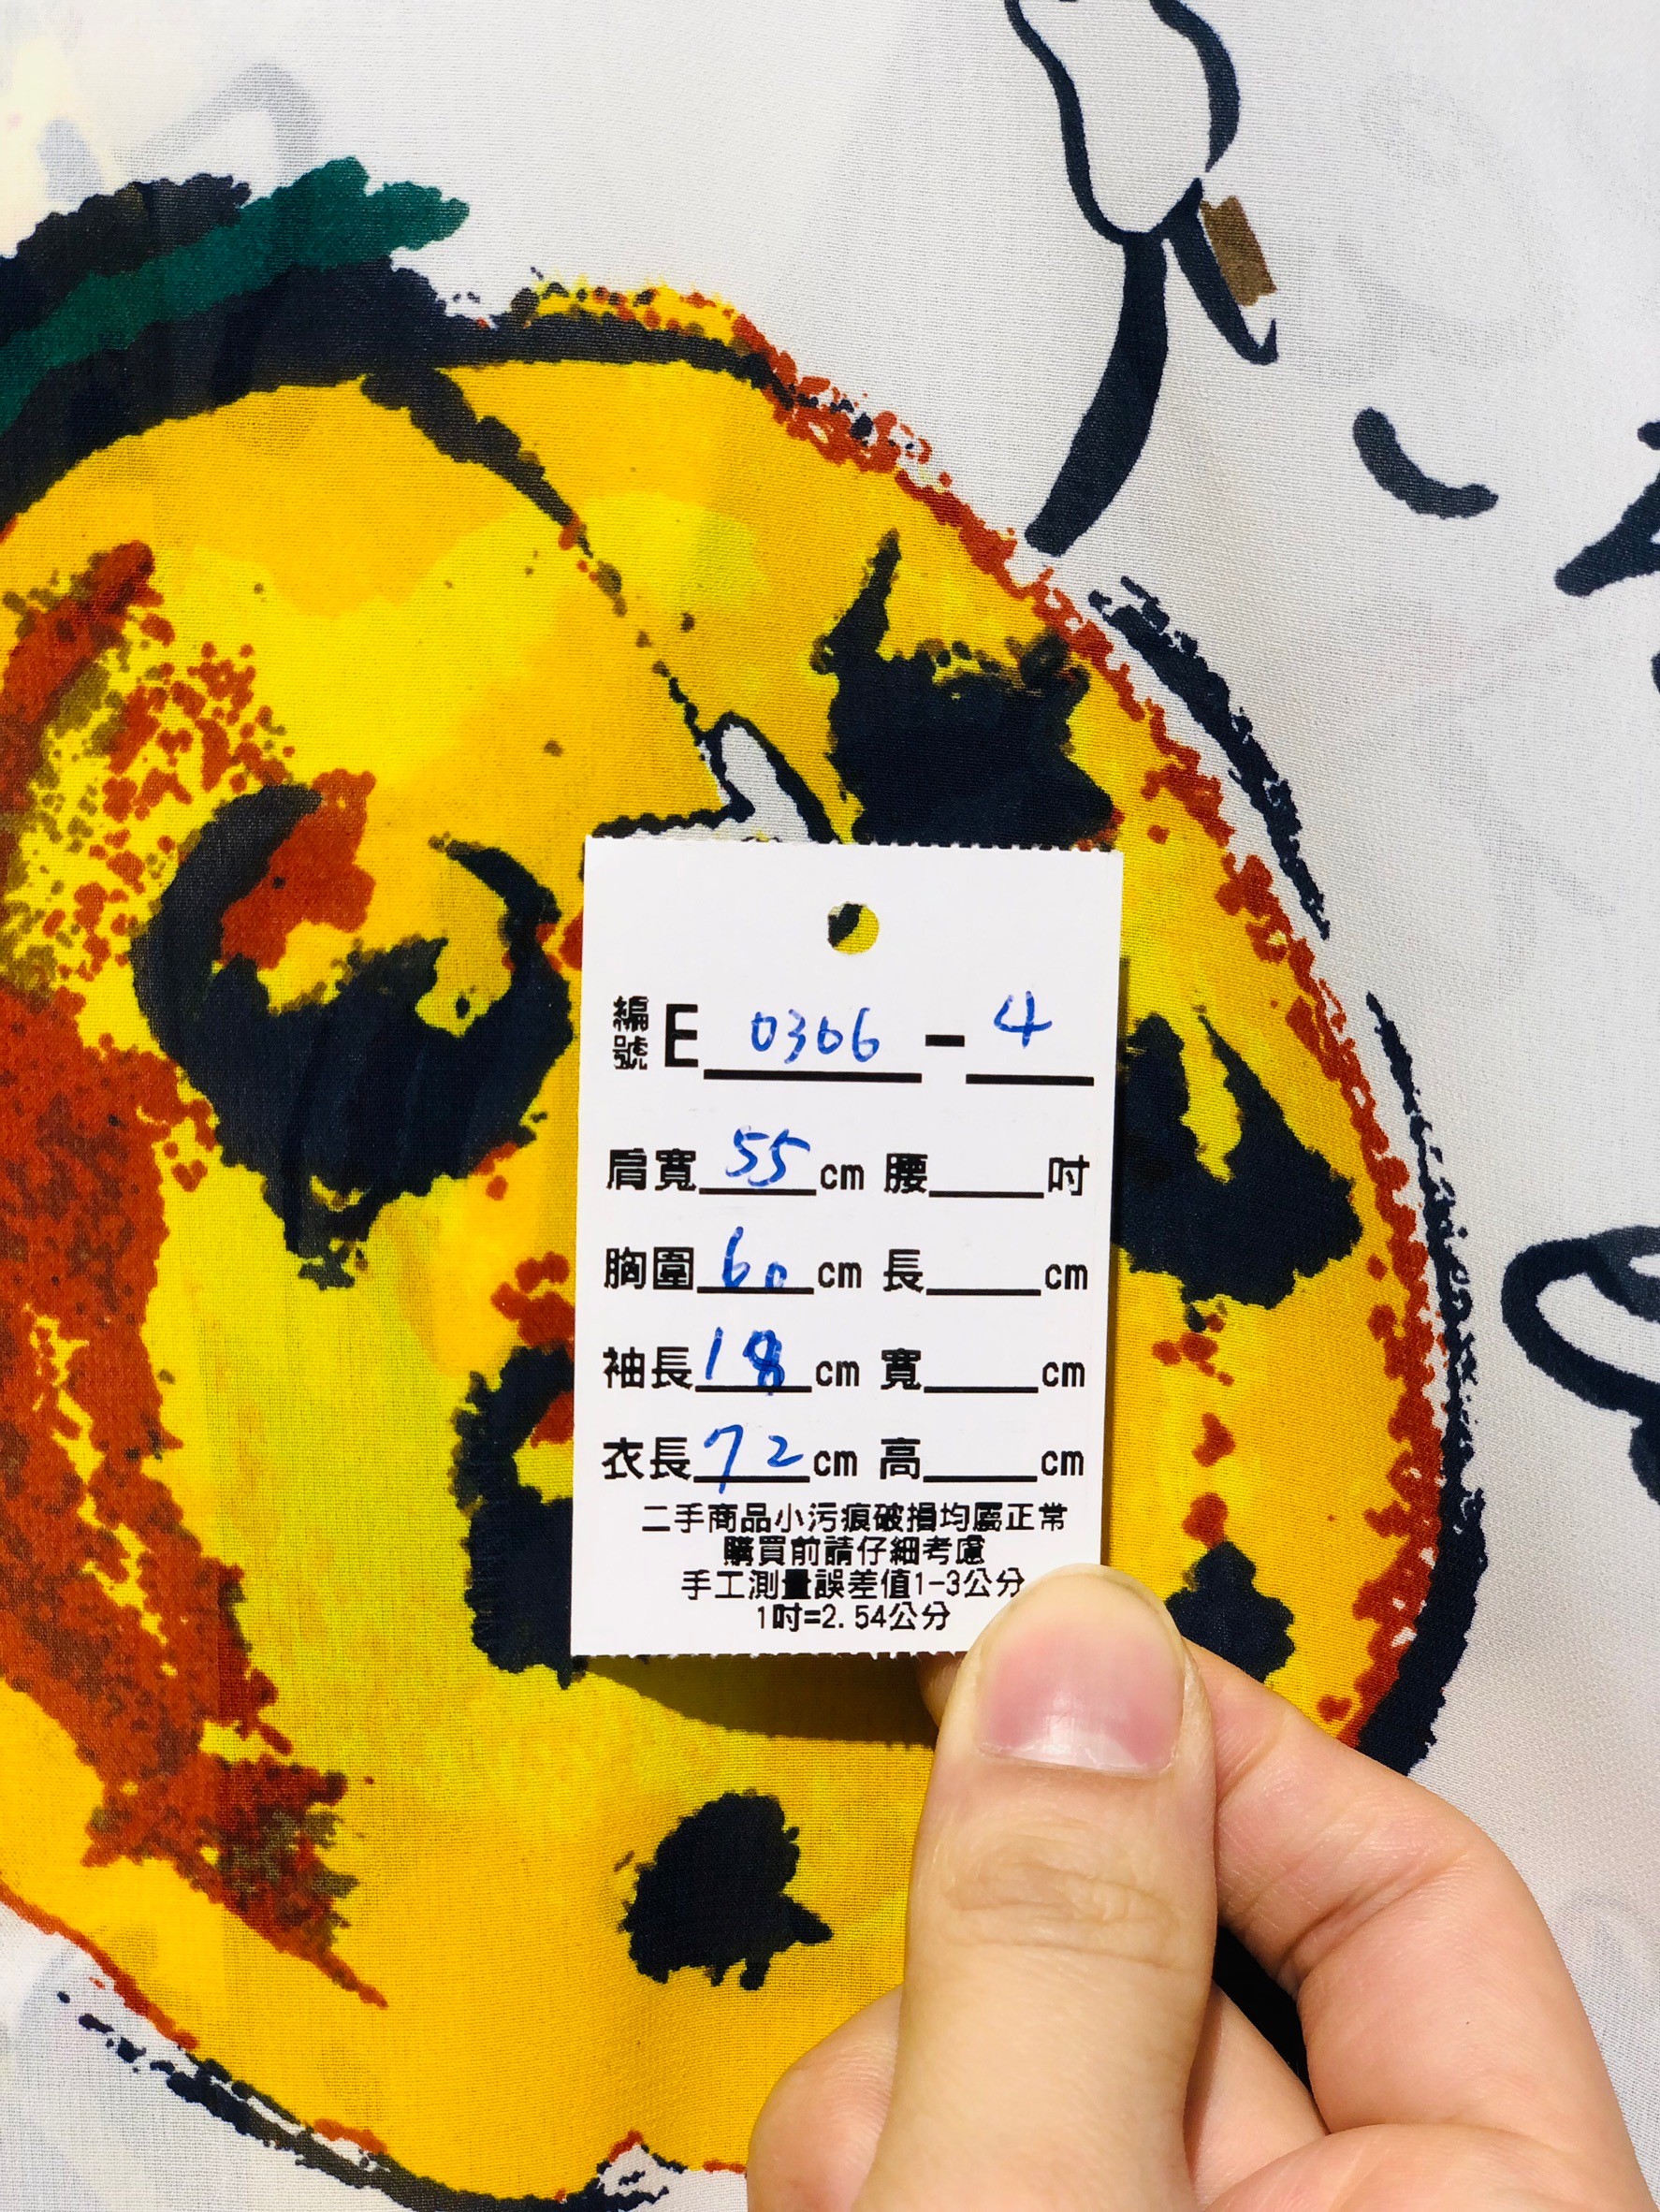 編號 E 0306 - 4
肩寬 55 cm 腰 吋
胸圍 60 cm 長 cm
袖長 18 cm 寬 cm
衣長 72 cm 高 cm
二手商品小污痕破損均屬正常
購買前請仔細考慮
手工測量誤差值1-3公分
1吋=2.54公分